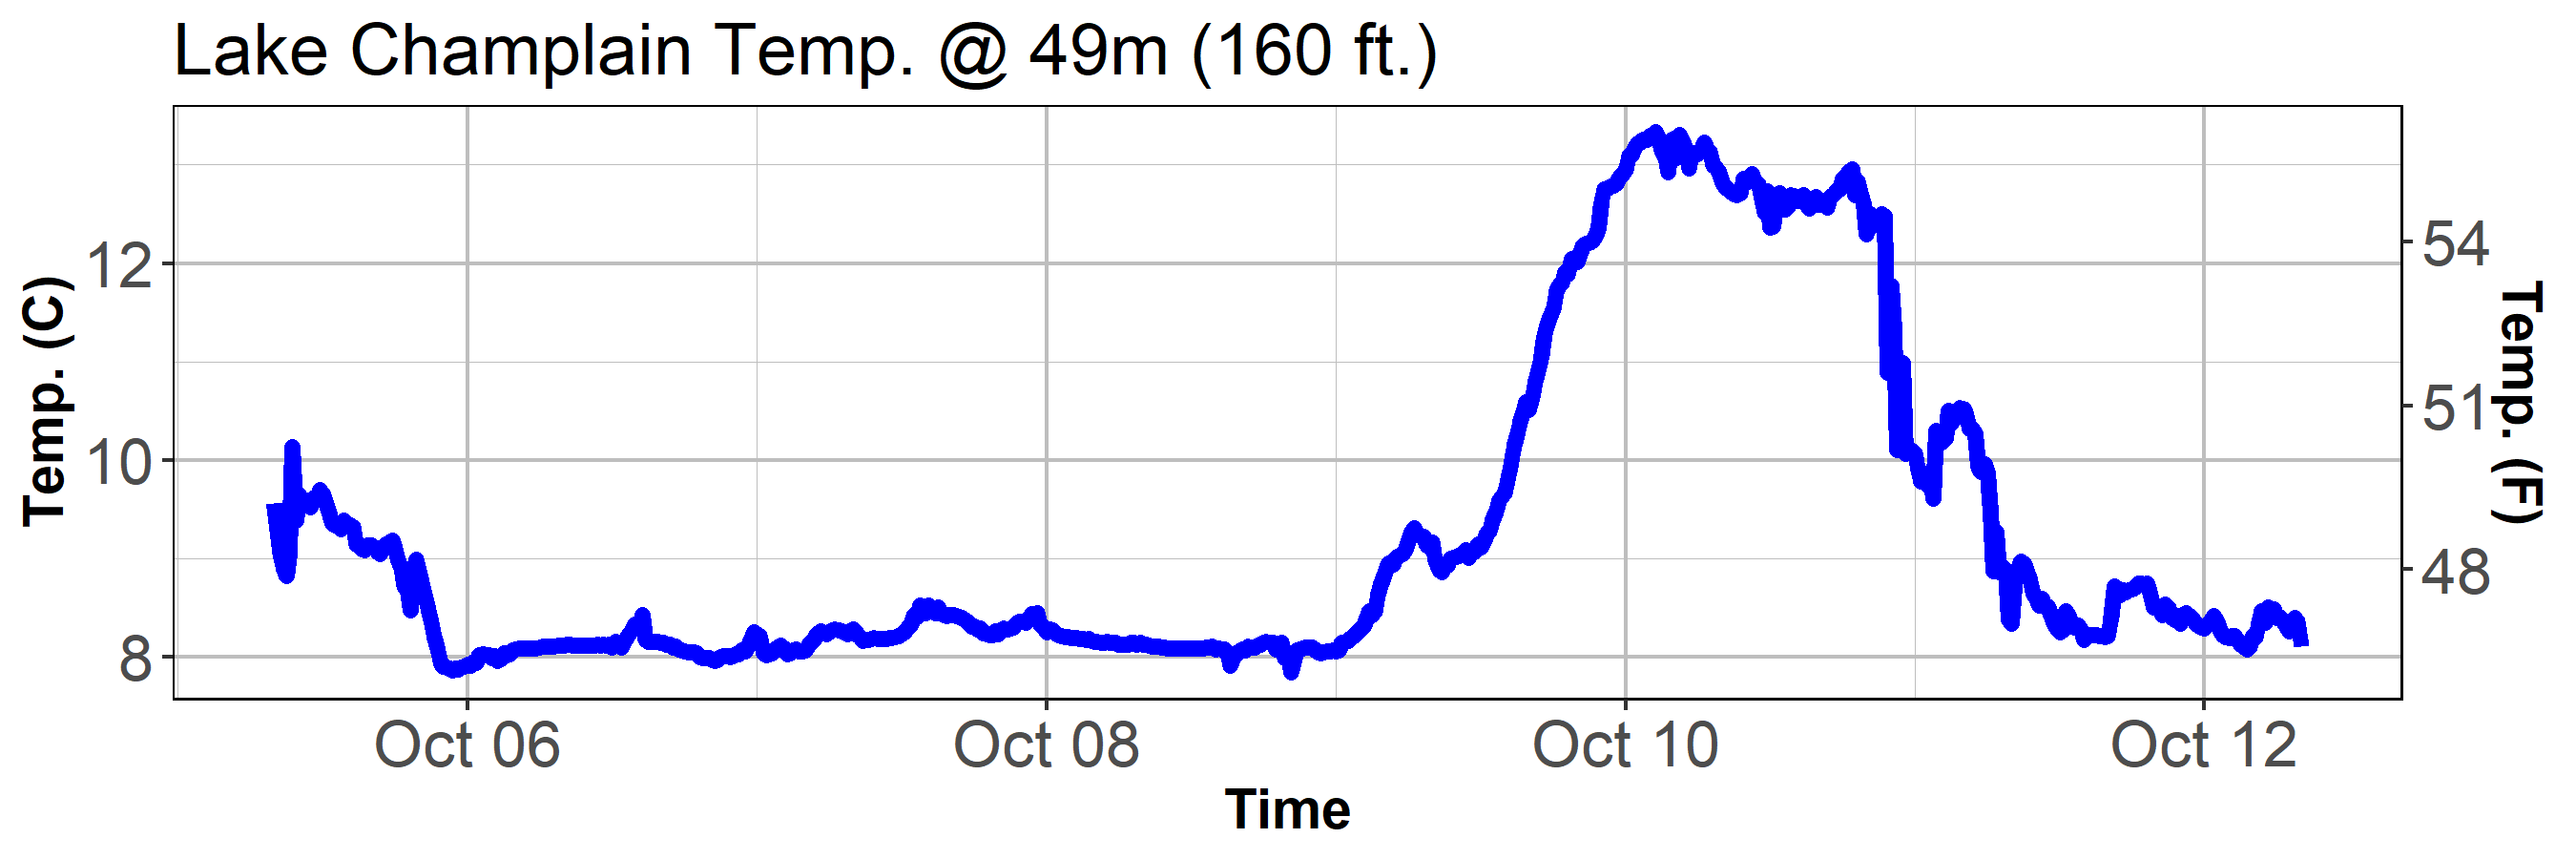 Lake Champlain Temp. @ 49m (160 ft.)
Temp. (C)
12
10
8
54
51
48
Temp. (F)
Oct 06 Oct 08 Oct 10 Oct 12
Time